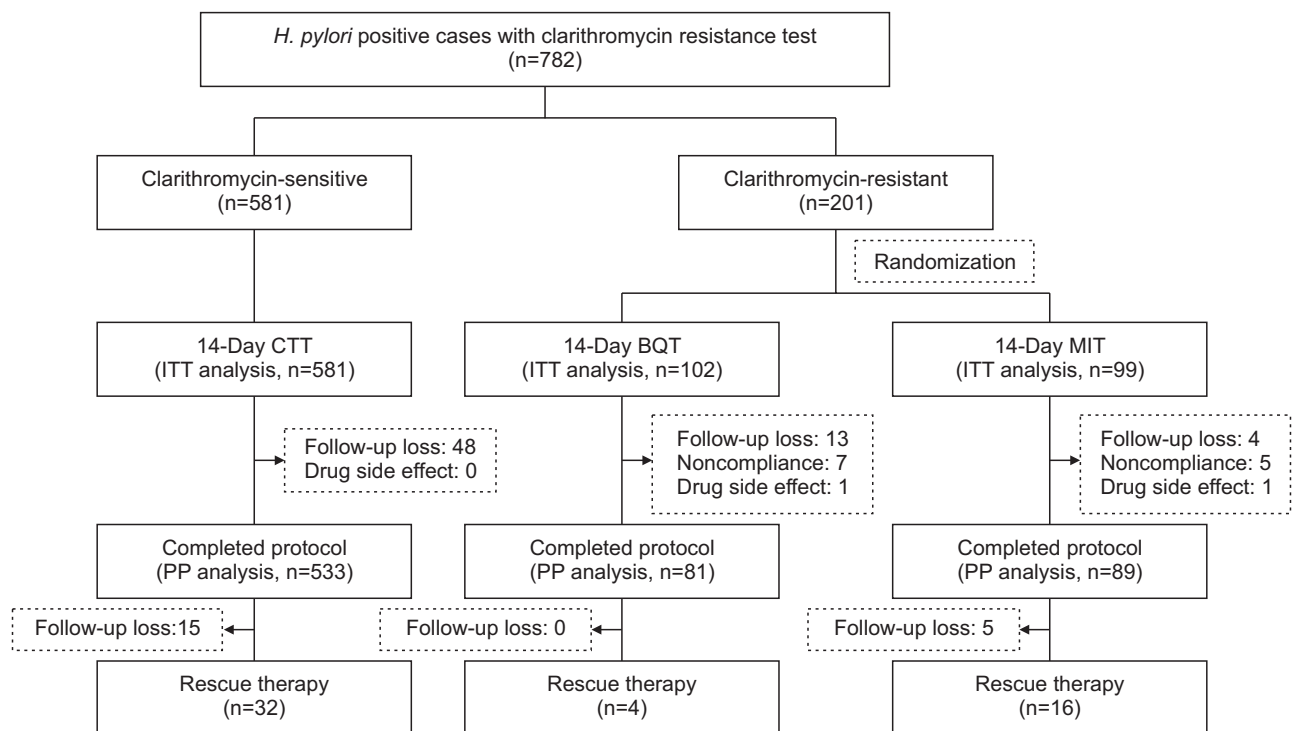 H. pylori positive cases with clarithromycin resistance test
(n=782)
Clarithromycin-sensitive
(n=581)
Clarithromycin-resistant
(n=201)
Randomization
14-Day CTT
(ITT analysis, n=581)
14-Day BQT
(ITT analysis, n=102)
14-Day MIT
(ITT analysis, n=99)
Follow-up loss: 48
Drug side effect: 0
Follow-up loss: 13
Noncompliance: 7
Drug side effect: 1
Follow-up loss: 4
Noncompliance: 5
Drug side effect: 1
Completed protocol
(PP analysis, n=533)
Completed protocol
(PP analysis, n=81)
Completed protocol
(PP analysis, n=89)
Follow-up loss:15
Follow-up loss: 0
Follow-up loss: 5
Rescue therapy
(n=32)
Rescue therapy
(n=4)
Rescue therapy
(n=16)